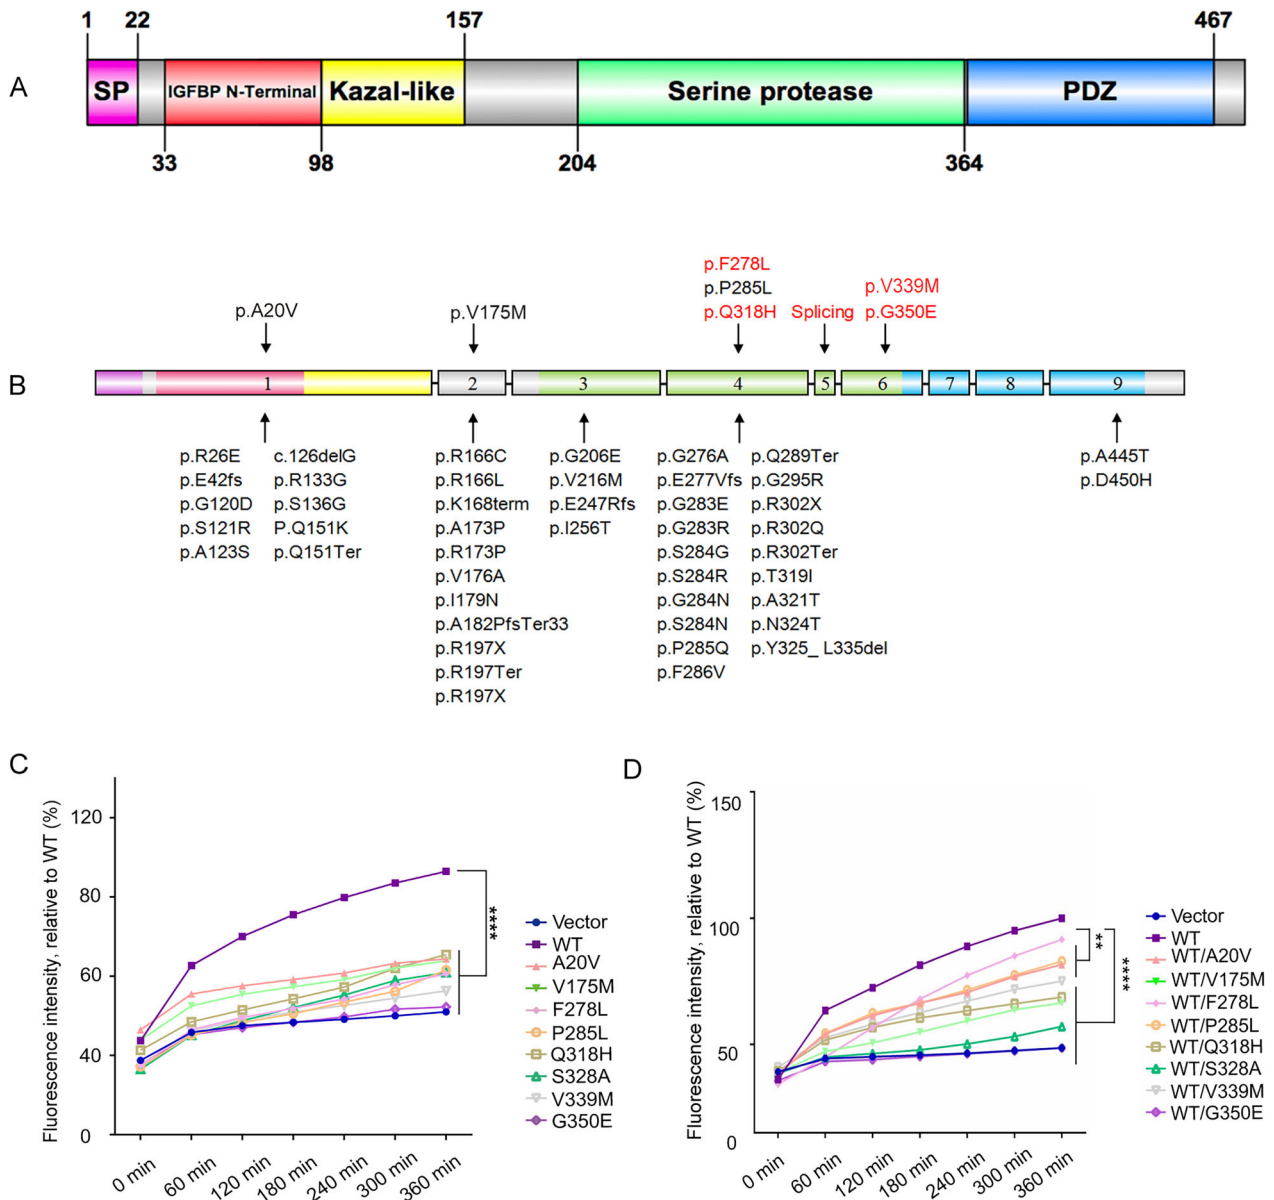 A
1
22
157
467
SP
IGFBP N-Terminal
Kazal-like
Serine protease
PDZ
33
98
204
364
B
p.A20V
p.V175M
p.F278L
p.P285L
p.Q318H
Splicing
p.V339M
p.G350E
1
2
3
4
5
6
7
8
9
p.R26E
p.E42fs
p.G120D
p.S121R
p.A123S
c.126delG
p.R133G
p.S136G
P.Q151K
p.Q151Ter
p.R166C
p.R166L
p.K168term
p.A173P
p.R173P
p.V176A
p.I179N
p.A182PfsTer33
p.R197X
p.R197Ter
p.R197X
p.G206E
p.V216M
p.E247Rfs
p.I256T
p.G276A
p.E277Vfs
p.G283E
p.G283R
p.S284G
p.S284R
p.G284N
p.S284N
p.P285Q
p.F286V
p.Q289Ter
p.G295R
p.R302X
p.R302Q
p.R302Ter
p.T319I
p.A321T
p.N324T
p.Y325_ L335del
p.A445T
p.D450H
C
Fluorescence intensity, relative to WT (%)
120
80
60
40
0
0 min
60 min
120 min
180 min
240 min
300 min
360 min
****
Vector
WT
A20V
V175M
F278L
P285L
Q318H
S328A
V339M
G350E
D
Fluorescence intensity, relative to WT (%)
150
100
50
0
0 min
60 min
120 min
180 min
240 min
300 min
360 min
**
****
Vector
WT
WT/A20V
WT/V175M
WT/F278L
WT/P285L
WT/Q318H
WT/S328A
WT/V339M
WT/G350E